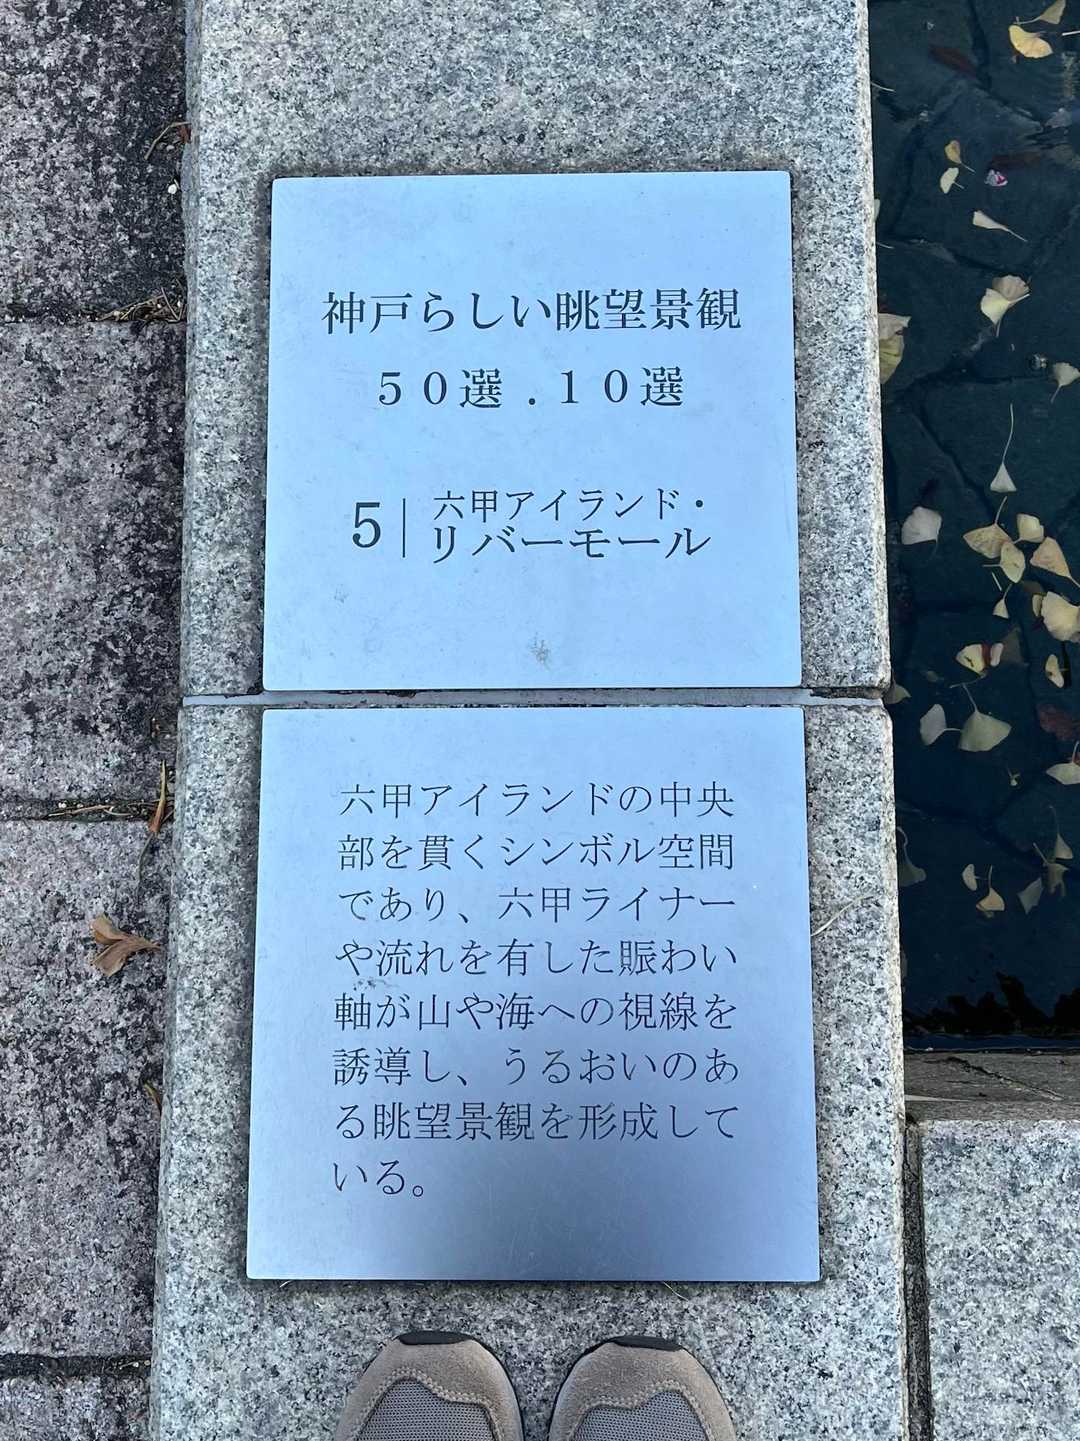 神戸らしい眺望景観
５０選．１０選
5｜六甲アイランド・
リバーモール
六甲アイランドの中央
部を貫くシンボル空間
であり、六甲ライナー
や流れを有した賑わい
軸が山や海への視線を
誘導し、うるおいのあ
る眺望景観を形成して
いる。